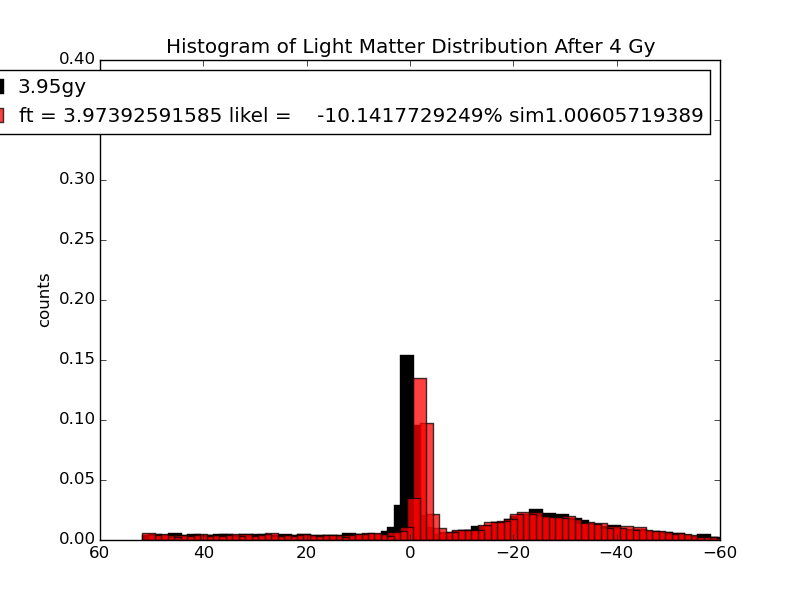 Histogram of Light Matter Distribution After 4 Gy
0.40
3.95gy
ft = 3.97392591585 likel =    -10.1417729249% sim1.00605719389
0.30
0.25
0.20
0.15
0.10
0.05
0.00
counts
60 40 20 0 −20 −40 −60